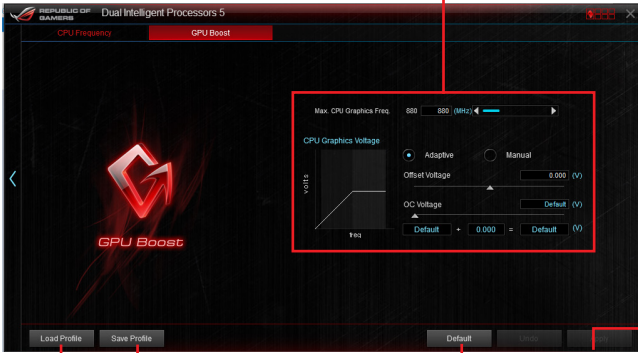 REPUBLIC OF
GAMERS
Dual Intelligent Processors 5
CPU Frequency
GPU Boost
Max. CPU Graphics Freq.
880
880
(MHz)
CPU Graphics Voltage
Adaptive
Manual
Offset Voltage
0.000
(V)
volts
OC Voltage
Default
(V)
Default + 0.000 = Default (V)
freq
GPU Boost
Load Profile
Save Profile
Default
Undo